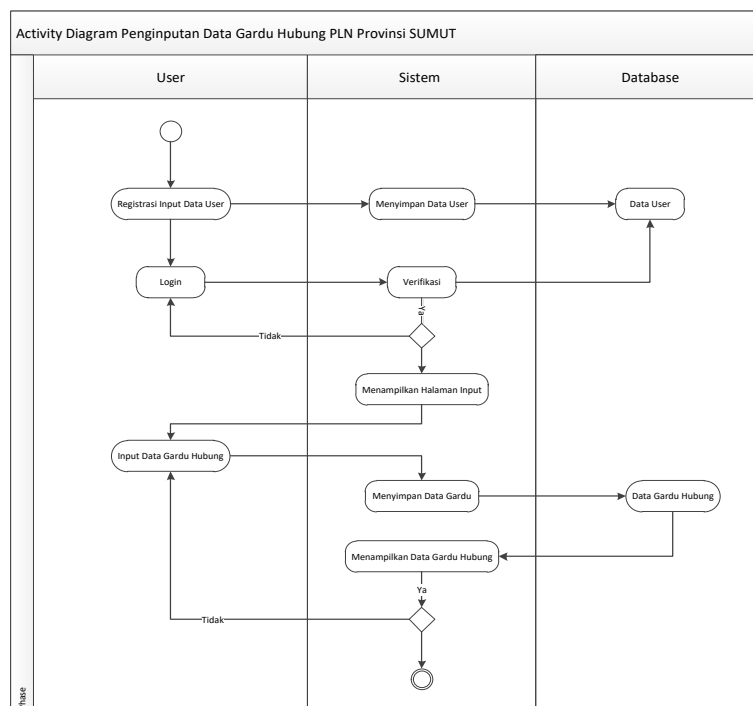 Activity Diagram Penginputan Data Gardu Hubung PLN Provinsi SUMUT
User
Sistem
Database
Registrasi Input Data User
Menyimpan Data User
Data User
Login
Verifikasi
Ya
Tidak
Menampilkan Halaman Input
Input Data Gardu Hubung
Menyimpan Data Gardu
Data Gardu Hubung
Menampilkan Data Gardu Hubung
Ya
Tidak
Phase